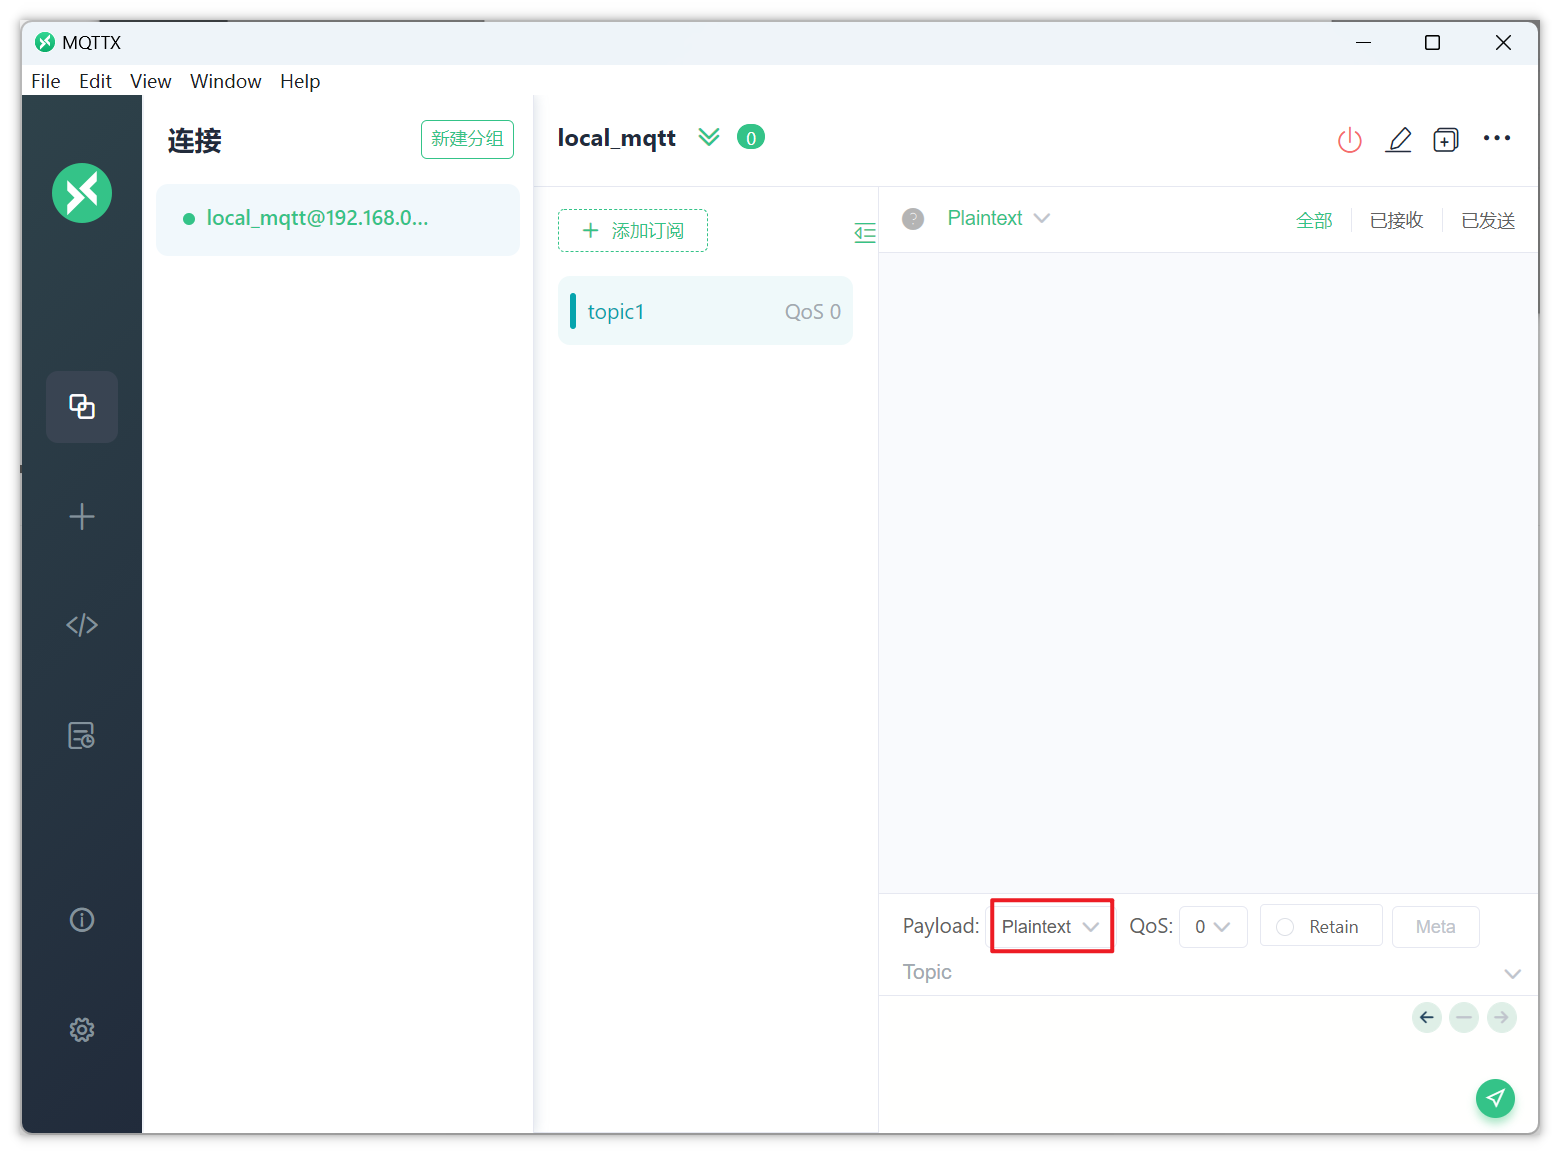 MQTTX
File Edit View Window Help
连接
新建分组
local_mqtt@192.168.0...
local_mqtt 0
添加订阅
topic1 QoS 0
? Plaintext 全部 已接收 已发送
Payload: Plaintext QoS: 0 Retain Meta
Topic